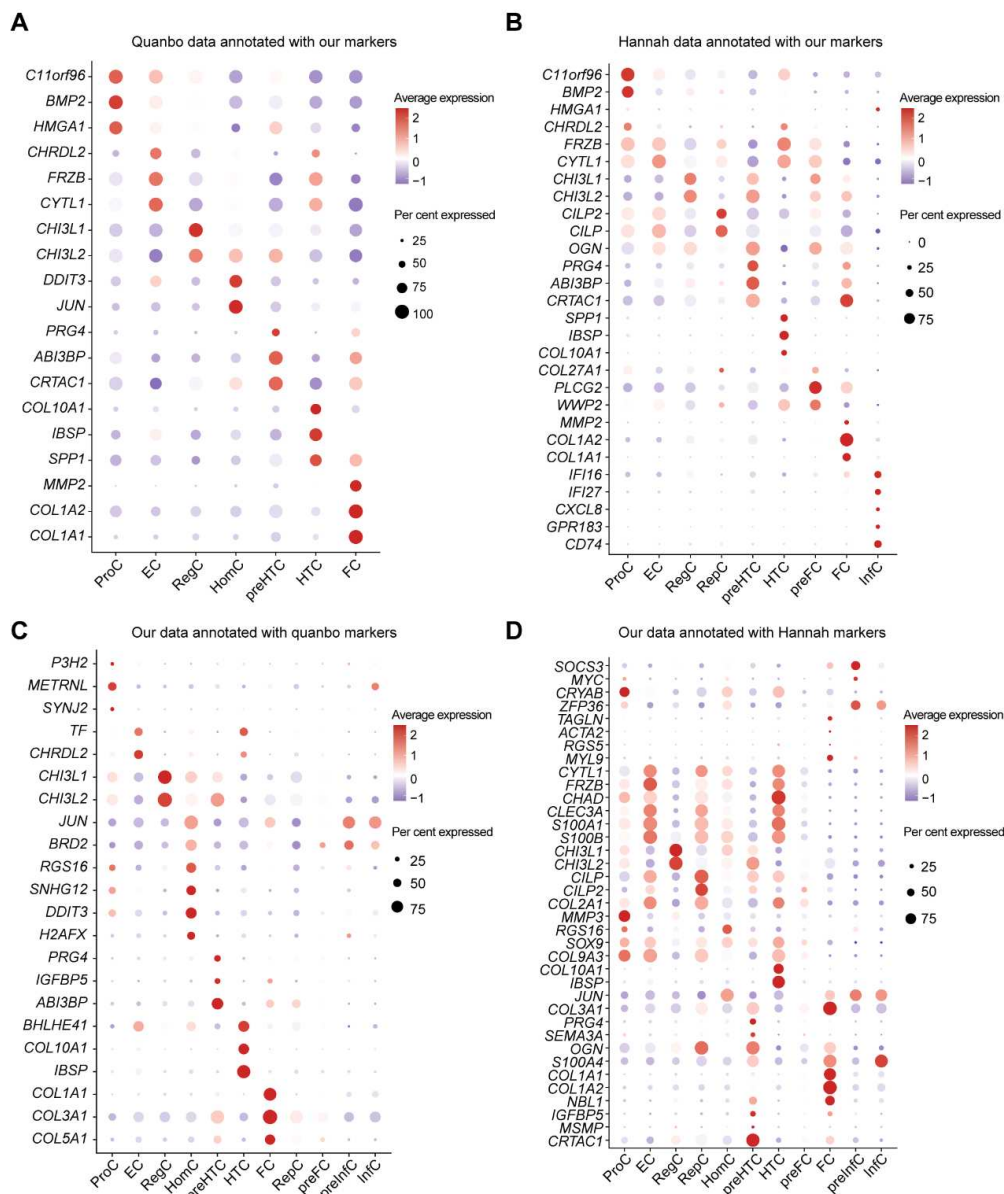 A
Quanbo data annotated with our markers
C11orf96
BMP2
HMGA1
CHRDL2
FRZB
CYTL1
CHI3L1
CHI3L2
DDIT3
JUN
PRG4
ABI3BP
CRTAC1
COL10A1
IBSP
SPP1
MMP2
COL1A2
COL1A1
ProC
EC
RegC
HomC
preHTC
HTC
FC
Average expression
2
1
0
−1
Per cent expressed
25
50
75
100
B
Hannah data annotated with our markers
C11orf96
BMP2
HMGA1
CHRDL2
FRZB
CYTL1
CHI3L1
CHI3L2
CILP2
CILP
OGN
PRG4
ABI3BP
CRTAC1
SPP1
IBSP
COL10A1
COL27A1
PLCG2
WWP2
MMP2
COL1A2
COL1A1
IFI16
IFI27
CXCL8
GPR183
CD74
ProC
EC
RegC
RepC
preHTC
HTC
preFC
FC
InfC
Average expression
2
1
0
−1
Per cent expressed
0
25
50
75
C
Our data annotated with quanbo markers
P3H2
METRNL
SYNJ2
TF
CHRDL2
CHI3L1
CHI3L2
JUN
BRD2
RGS16
SNHG12
DDIT3
H2AFX
PRG4
IGFBP5
ABI3BP
BHLHE41
COL10A1
IBSP
COL1A1
COL3A1
COL5A1
ProC
EC
RegC
HomC
preHTC
HTC
FC
RepC
preFC
preInfC
InfC
Average expression
2
1
0
−1
Per cent expressed
25
50
75
D
Our data annotated with Hannah markers
SOCS3
MYC
CRYAB
ZFP36
TAGLN
ACTA2
RGS5
MYL9
CYTL1
FRZB
CHAD
CLEC3A
S100A1
S100B
CHI3L1
CHI3L2
CILP
CILP2
COL2A1
MMP3
RGS16
SOX9
COL9A3
COL10A1
IBSP
JUN
COL3A1
PRG4
SEMA3A
OGN
S100A4
COL1A1
COL1A2
NBL1
IGFBP5
MSMP
CRTAC1
ProC
EC
RegC
RepC
HomC
preHTC
HTC
preFC
FC
preInfC
InfC
Average expression
2
1
0
−1
Per cent expressed
25
50
75